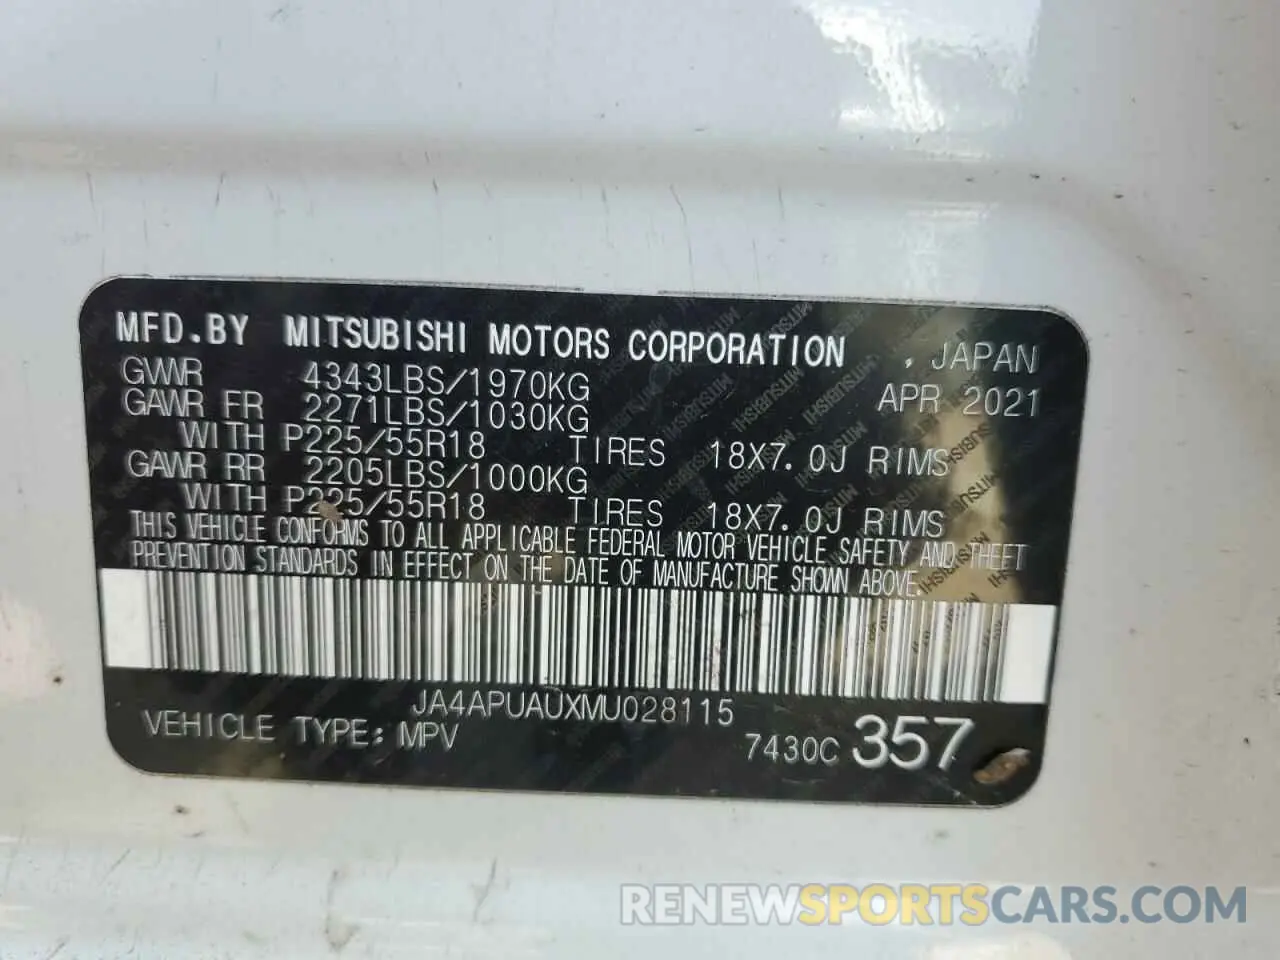 MFD.BY MITSUBISHI MOTORS CORPORATION , JAPAN
GWWR 4343LBS/1970KG APR 2021
GAWR FR 2271LBS/1030KG
WITH P225/55R18 TIRES 18X7.0J RIMS
GAWR RR 2205LBS/1000KG
WITH P225/55R18 TIRES 18X7.0J RIMS
THIS VEHICLE CONFORMS TO ALL APPLICABLE FEDERAL MOTOR VEHICLE SAFETY AND THEFT
PREVENTION STANDARDS IN EFFECT ON THE DATE OF MANUFACTURE SHOWN ABOVE.
JA4APUAUXMU028115
VEHICLE TYPE: MPV 7430C 357
RENEWSPORTSCARS.COM